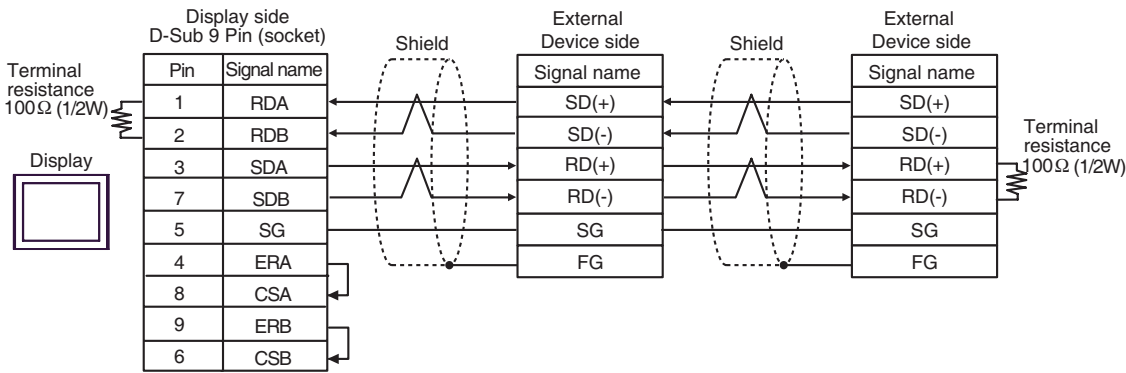 Display side
D-Sub 9 Pin (socket)
Shield
External
Device side
Shield
External
Device side
Terminal
resistance
100Ω (1/2W)
Pin Signal name
1 RDA
2 RDB
3 SDA
7 SDB
5 SG
4 ERA
8 CSA
9 ERB
6 CSB
Display
Signal name
SD(+)
SD(-)
RD(+)
RD(-)
SG
FG
Signal name
SD(+)
SD(-)
RD(+)
RD(-)
SG
FG
Terminal
resistance
100Ω (1/2W)